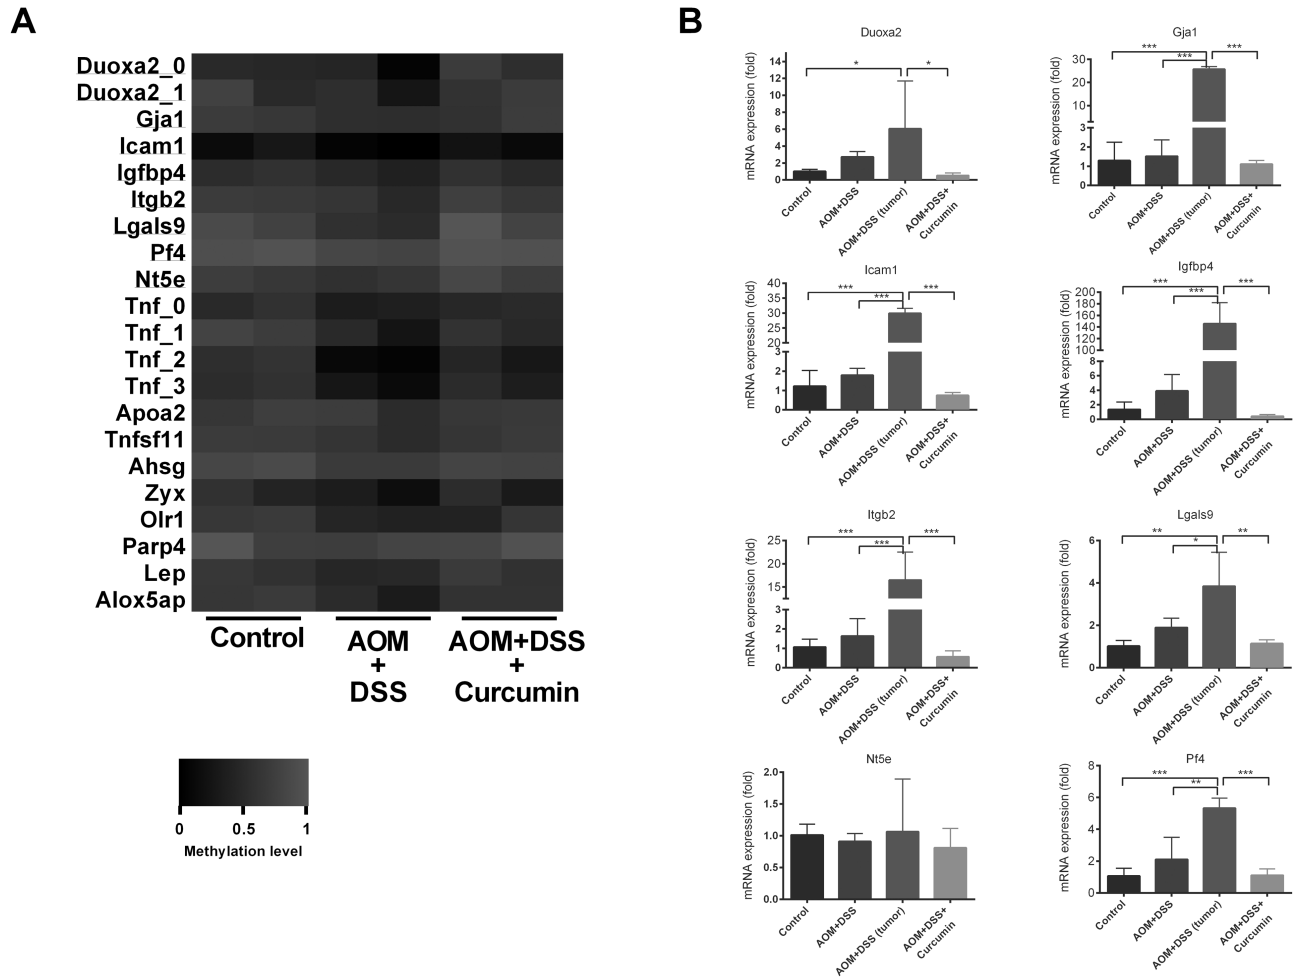 A
Duoxa2_0
Duoxa2_1
Gja1
Icam1
Igfbp4
Itgb2
Lgals9
Pf4
Nt5e
Tnf_0
Tnf_1
Tnf_2
Tnf_3
Apoa2
Tnfsf11
Ahsg
Zyx
Olr1
Parp4
Lep
Alox5ap
Control
AOM
+
DSS
AOM+DSS
+
Curcumin
0 0.5 1
Methylation level
B
Duoxa2
mRNA expression (fold)
14
12
10
8
6
4
2
0
* *
Control
AOM+DSS
AOM+DSS (tumor)
AOM+DSS+
Curcumin
Gja1
mRNA expression (fold)
30
20
10
3
2
1
0
*** *** ***
Control
AOM+DSS
AOM+DSS (tumor)
AOM+DSS+
Curcumin
Icam1
mRNA expression (fold)
40
35
30
25
20
3
2
1
0
*** *** ***
Control
AOM+DSS
AOM+DSS (tumor)
AOM+DSS+
Curcumin
Igfbp4
mRNA expression (fold)
200
180
160
140
120
100
8
6
4
2
0
*** *** ***
Control
AOM+DSS
AOM+DSS (tumor)
AOM+DSS+
Curcumin
Itgb2
mRNA expression (fold)
25
20
15
10
3
2
1
0
*** *** ***
Control
AOM+DSS
AOM+DSS (tumor)
AOM+DSS+
Curcumin
Lgals9
mRNA expression (fold)
6
4
2
0
** * **
Control
AOM+DSS
AOM+DSS (tumor)
AOM+DSS+
Curcumin
Nt5e
mRNA expression (fold)
2.0
1.5
1.0
0.5
0.0
Control
AOM+DSS
AOM+DSS (tumor)
AOM+DSS+
Curcumin
Pf4
mRNA expression (fold)
8
6
4
2
0
*** ** ***
Control
AOM+DSS
AOM+DSS (tumor)
AOM+DSS+
Curcumin